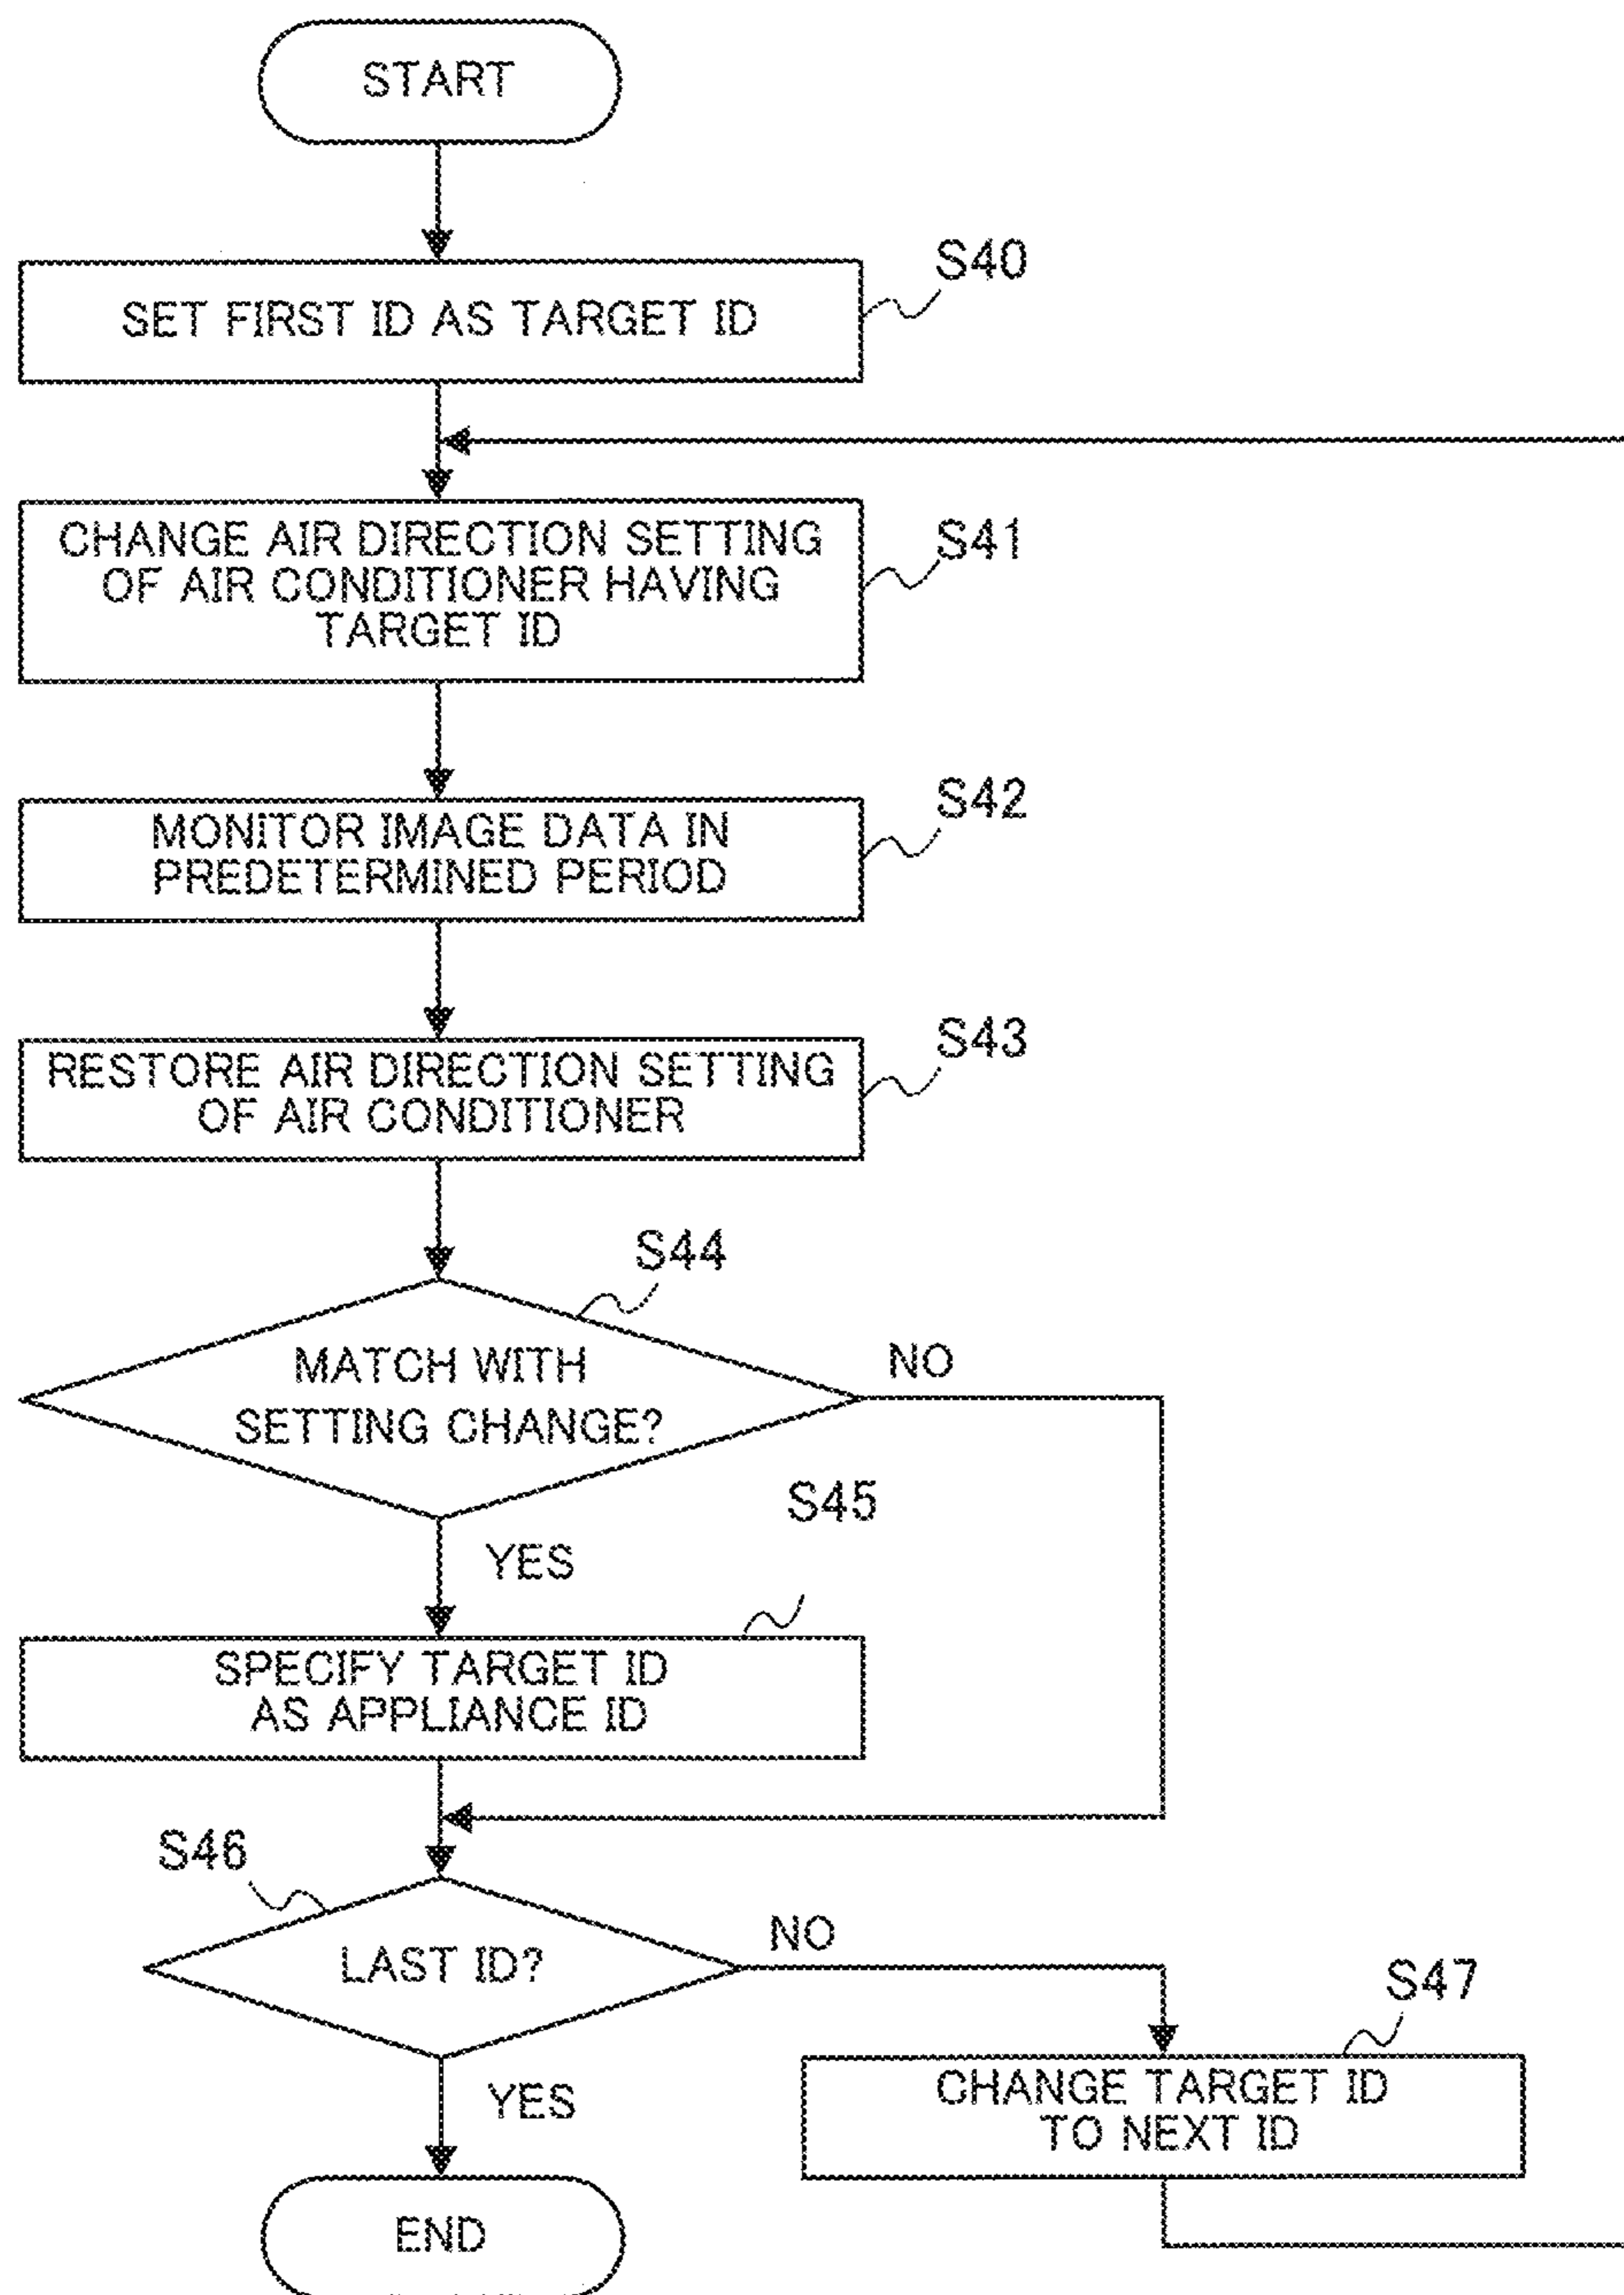 START
S40
SET FIRST ID AS TARGET ID
S41
CHANGE AIR DIRECTION SETTING
OF AIR CONDITIONER HAVING
TARGET ID
S42
MONITOR IMAGE DATA IN
PREDETERMINED PERIOD
S43
RESTORE AIR DIRECTION SETTING
OF AIR CONDITIONER
S44
MATCH WITH
SETTING CHANGE?
NO
YES
S45
SPECIFY TARGET ID
AS APPLIANCE ID
S46
LAST ID?
NO
YES
S47
CHANGE TARGET ID
TO NEXT ID
END